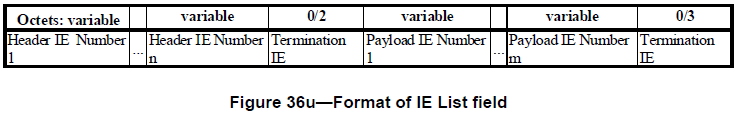 Octets: variable variable 0/2 variable variable 0/3
Header IE Number 1 ... Header IE Number n Termination IE Payload IE Number 1 ... Payload IE Number m Termination IE
Figure 36u—Format of IE List field